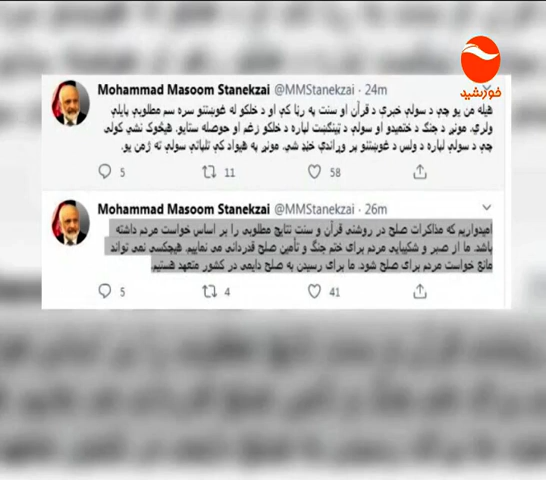 خورشید
Mohammad Masoom Stanekzai @MMStanekzai · 24m
هیله من یو چې د سولې خبرې د قرآن او سنت په رڼا کې او د خلکو له غوښتنو سره سم مطلوبې پایلې
ولري. مونږ د جنګ د ختمیدو او سولې د ټینګښت لپاره د خلکو زغم او حوصله ستایو. هیڅوک نشي کولی
چې د سولې لپاره د ولس د غوښتنو پر وړاندې خنډ شي. مونږ په هیواد کې تلپاتې سولې ته ژمن یو.
5 11 58
Mohammad Masoom Stanekzai @MMStanekzai · 26m
امیدواریم که مذاکرات صلح در روشنی قرآن و سنت نتایج مطلوبی را بر اساس خواست مردم داشته
باشد. ما از صبر و شکیبایی مردم برای ختم جنگ و تأمین صلح قدردانی می نماییم. هیچکسی نمی تواند
مانع خواست مردم برای صلح شود. ما برای رسیدن به صلح دایمی در کشور متعهد هستیم.
5 4 41